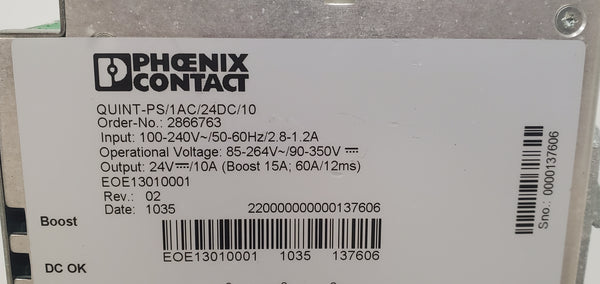 PHŒNIX
CONTACT
QUINT-PS/1AC/24DC/10
Order-No.: 2866763
Input: 100-240V~/50-60Hz/2.8-1.2A
Operational Voltage: 85-264V~/90-350V⎓
Output: 24V⎓/10A (Boost 15A; 60A/12ms)
EOE13010001
Rev.: 02
Date: 1035 220000000000137606
Boost
EOE13010001 1035 137606
DC OK
Sno.: 0000137606